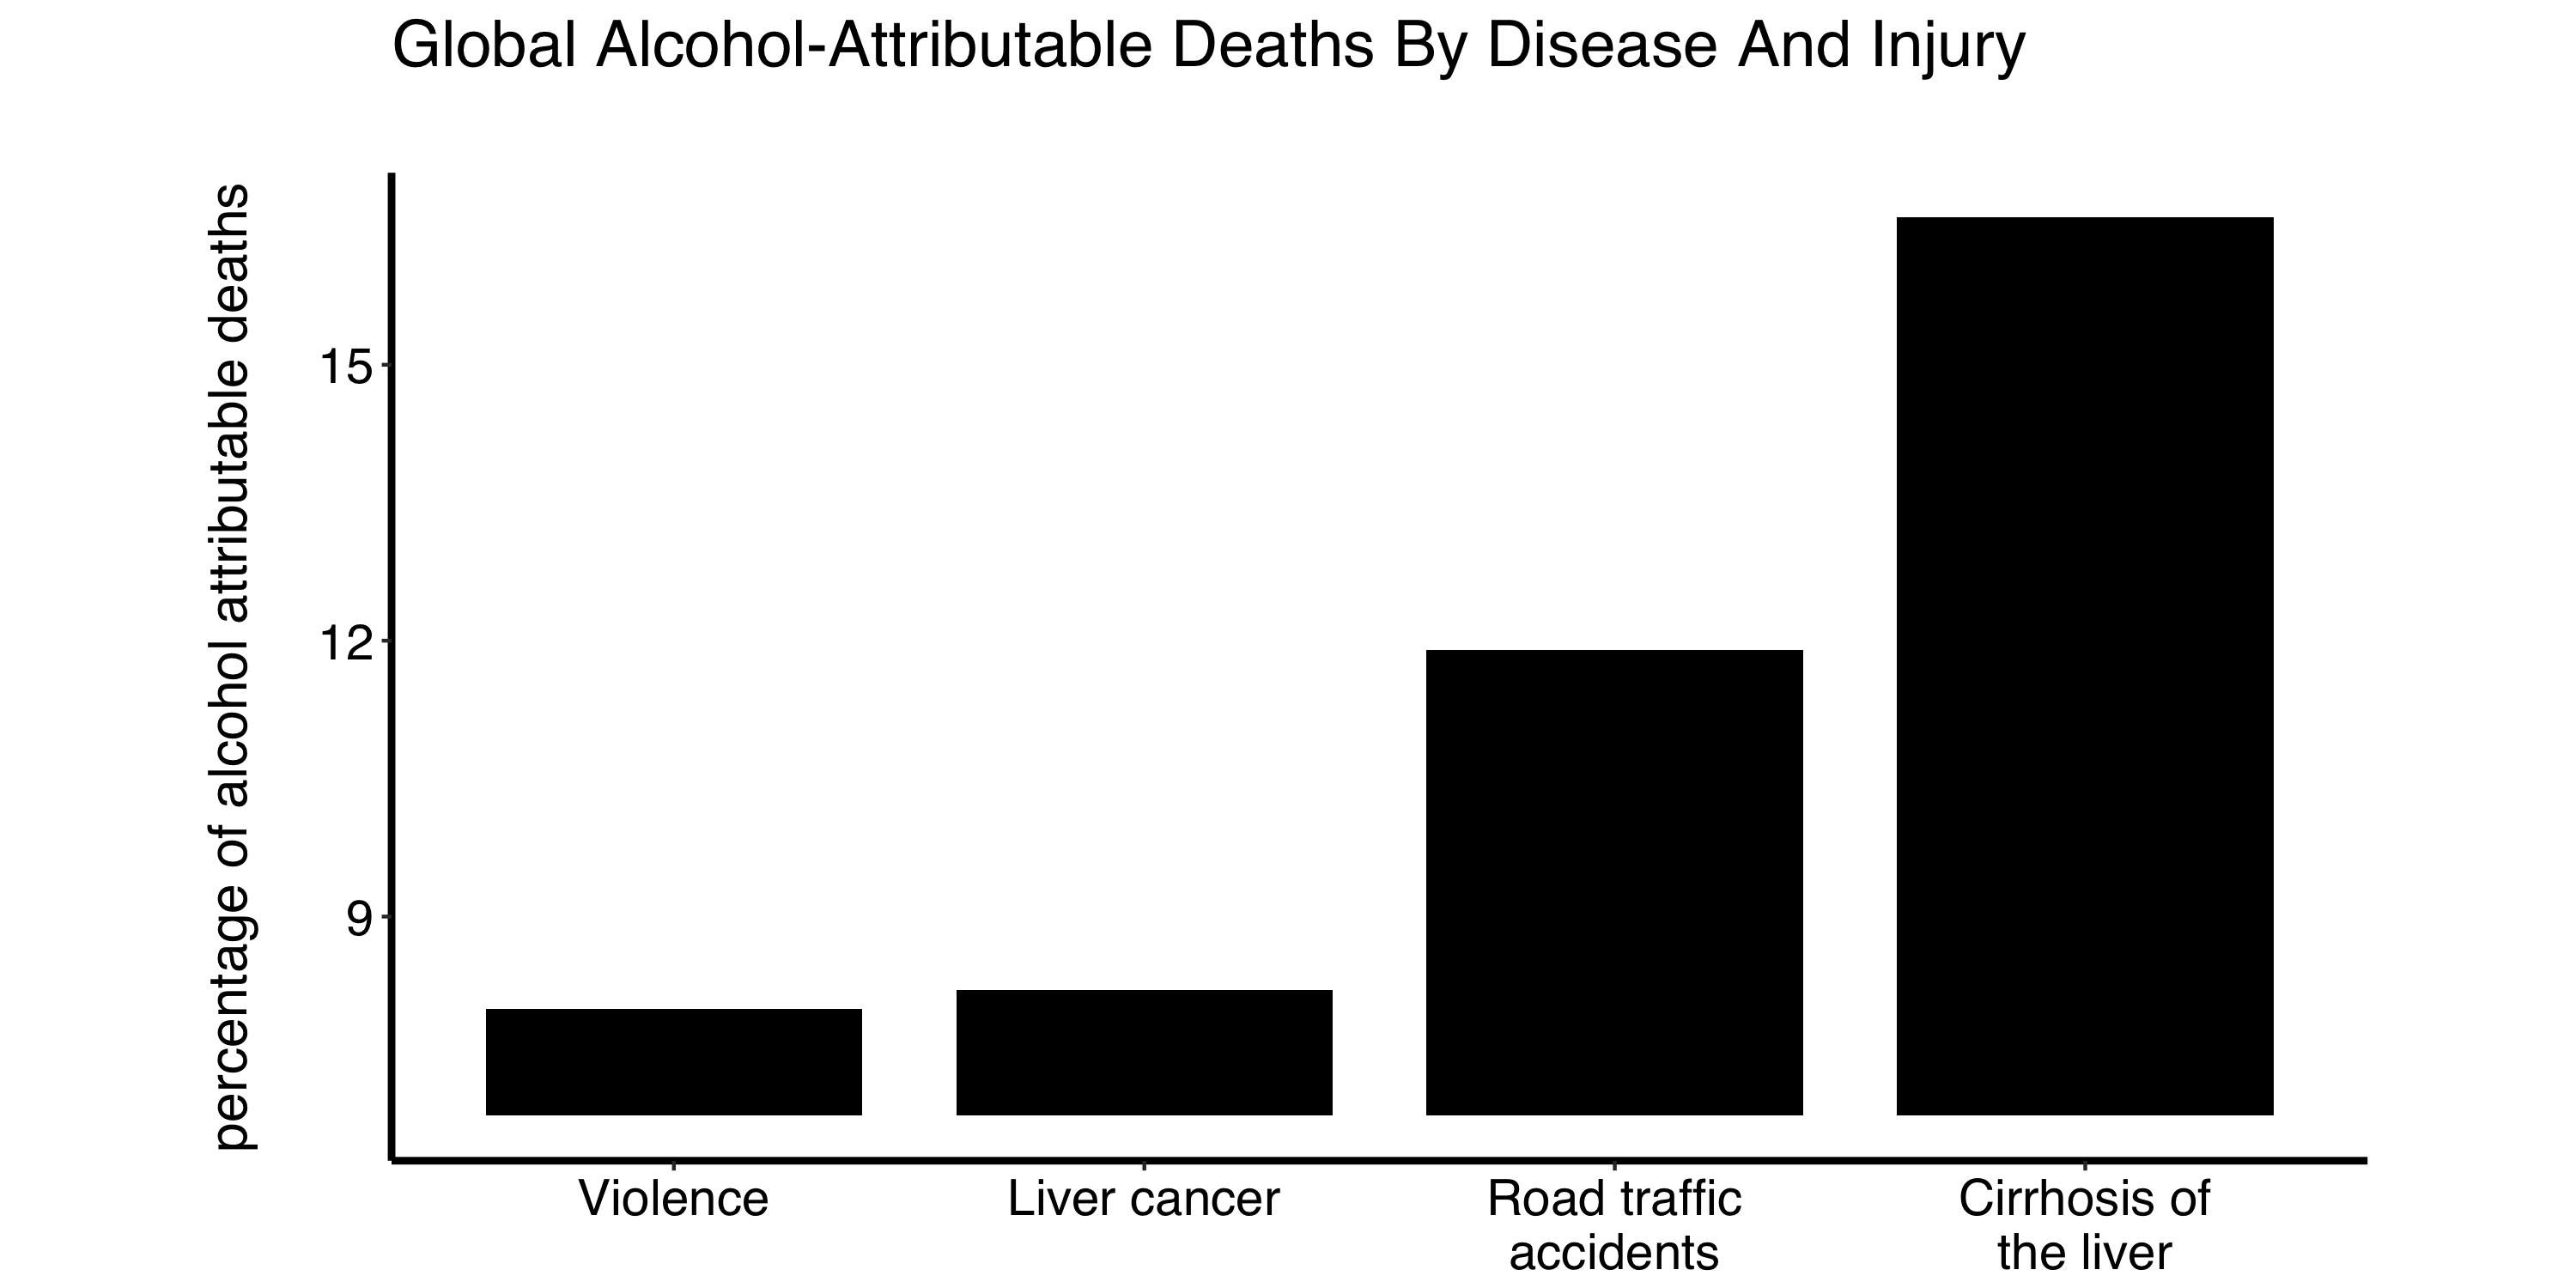 Global Alcohol-Attributable Deaths By Disease And Injury
percentage of alcohol attributable deaths
15
12
9
Violence
Liver cancer
Road traffic
accidents
Cirrhosis of
the liver